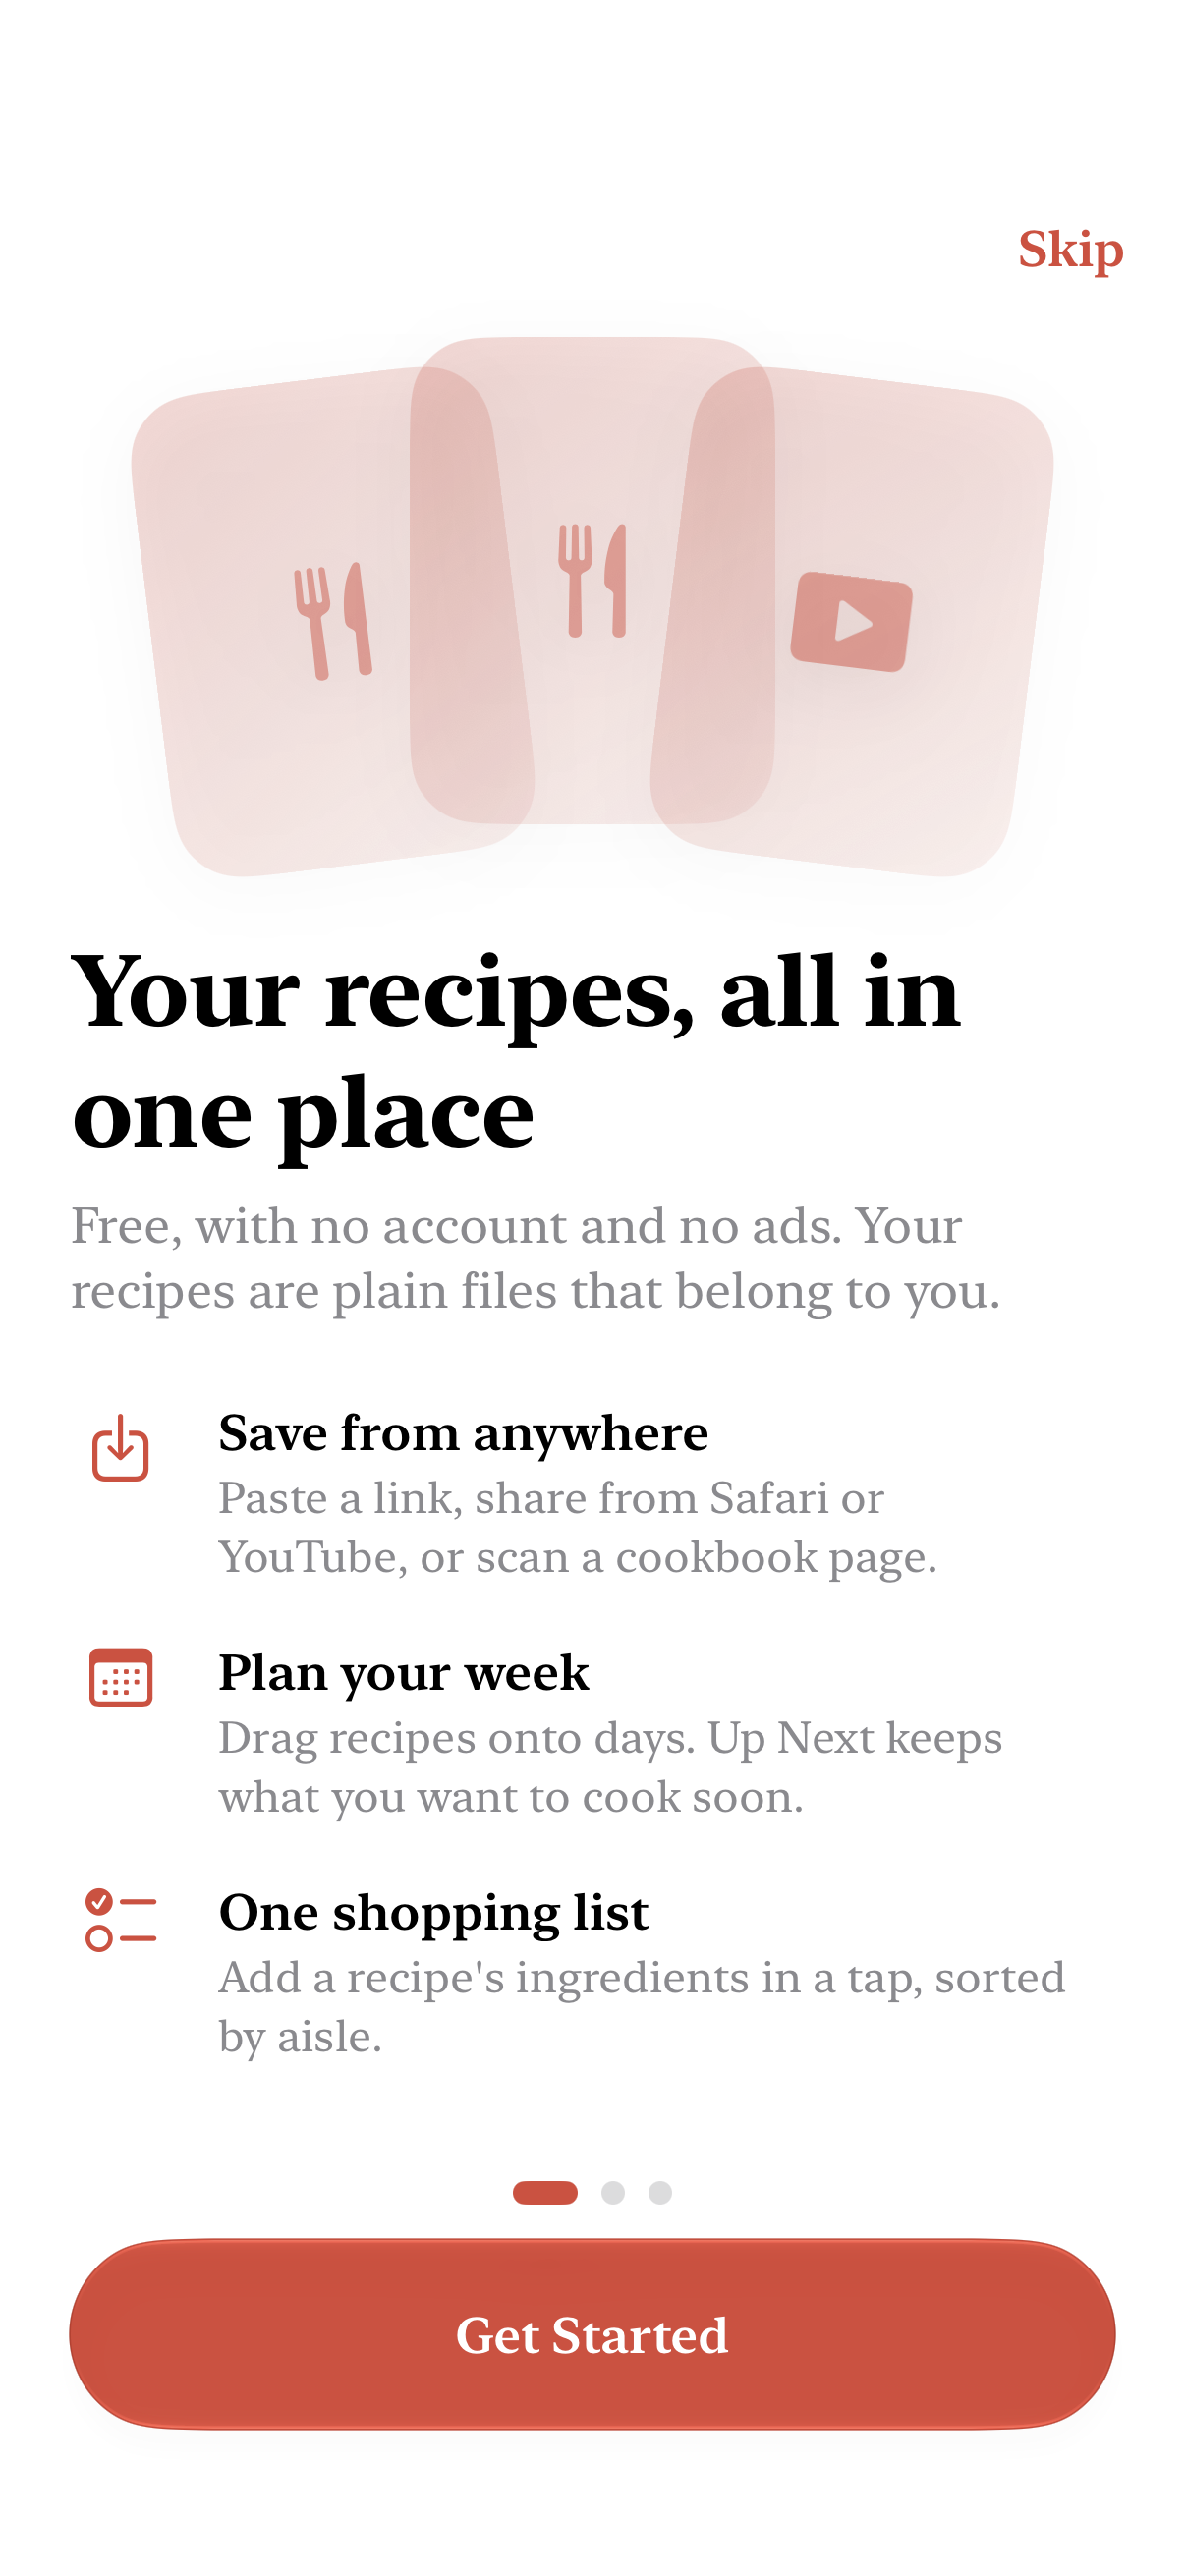 Skip
Your recipes, all in
one place
Free, with no account and no ads. Your
recipes are plain files that belong to you.
Save from anywhere
Paste a link, share from Safari or
YouTube, or scan a cookbook page.
Plan your week
Drag recipes onto days. Up Next keeps
what you want to cook soon.
One shopping list
Add a recipe's ingredients in a tap, sorted
by aisle.
Get Started